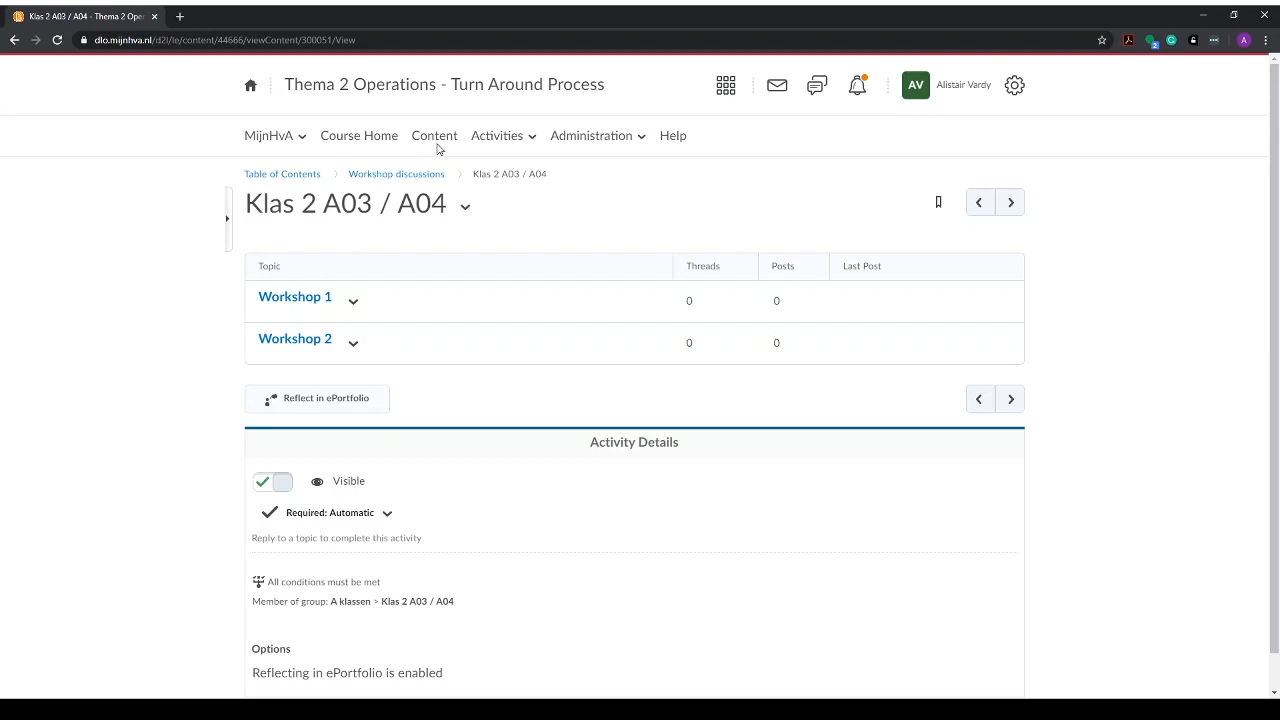 Klas 2 A03 / A04 - Thema 2 Oper
dlo.mijnhva.nl/d2l/le/content/44666/viewContent/300051/View
2
A
Thema 2 Operations - Turn Around Process
AV
Alistair Vardy
MijnHvA
Course Home
Content
Activities
Administration
Help
Table of Contents
Workshop discussions
Klas 2 A03 / A04
Klas 2 A03 / A04
Topic
Threads
Posts
Last Post
Workshop 1
0
0
Workshop 2
0
0
Reflect in ePortfolio
Activity Details
Visible
Required: Automatic
Reply to a topic to complete this activity
All conditions must be met
Member of group: A klassen > Klas 2 A03 / A04
Options
Reflecting in ePortfolio is enabled